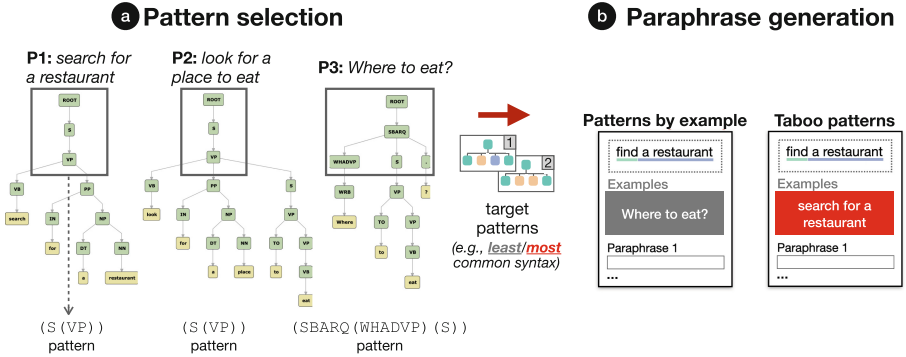 a Pattern selection
b Paraphrase generation
P1: search for
a restaurant
P2: look for a
place to eat
P3: Where to eat?
ROOT
S
VP
VB
PP
search
IN
NP
for
DT
NN
a
restaurant
ROOT
S
VP
VB
PP
S
look
IN
NP
VP
for
DT
NN
TO
VP
a
place
to
VB
eat
ROOT
SBARQ
WHADVP
S
.
WRB
VP
?
Where
TO
VP
to
VB
eat
(S(VP))
pattern
(S(VP))
pattern
(SBARQ(WHADVP)(S))
pattern
1
2
target
patterns
(e.g., least/most
common syntax)
Patterns by example
find a restaurant
Examples
Where to eat?
Paraphrase 1
...
Taboo patterns
find a restaurant
Examples
search for a
restaurant
Paraphrase 1
...